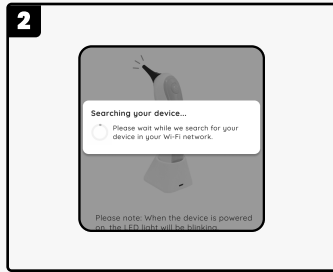 2
Searching your device...
Please wait while we search for your
device in your Wi-Fi network.
Please note: When the device is powered
on, the LED light will be blinking